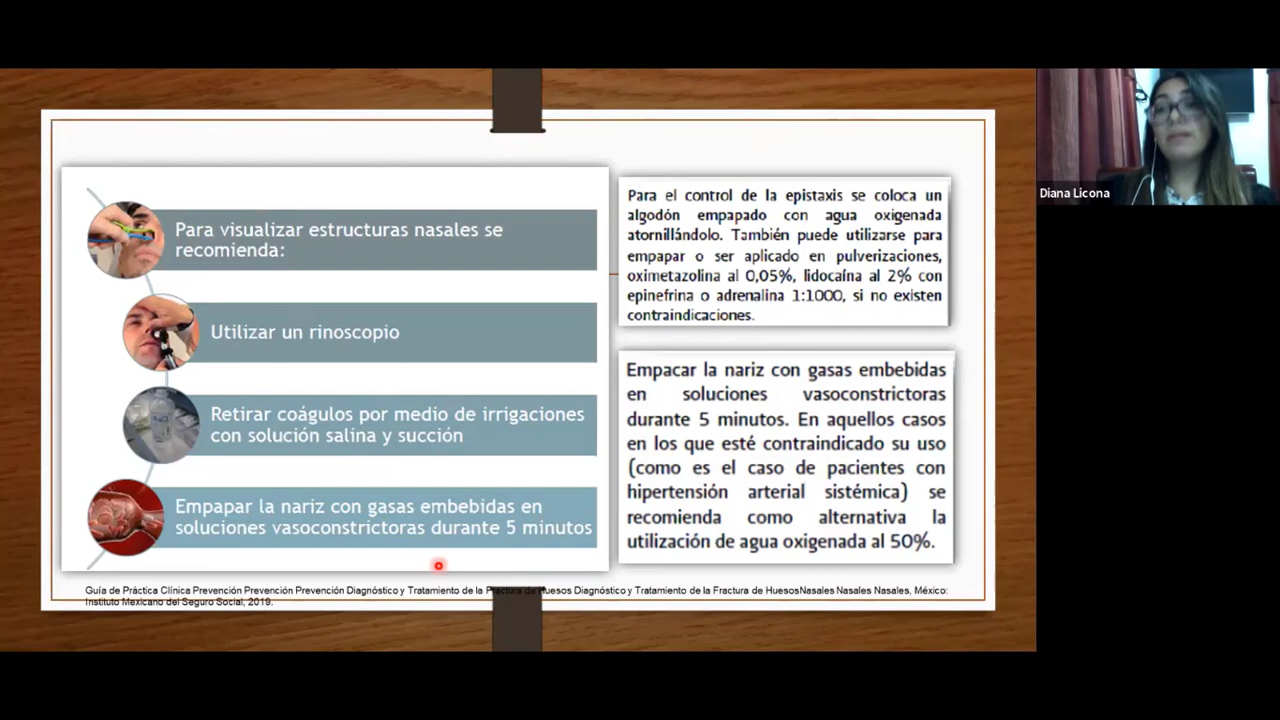 Para visualizar estructuras nasales se
recomienda:
Utilizar un rinoscopio
Retirar coágulos por medio de irrigaciones
con solución salina y succión
Empapar la nariz con gasas embebidas en
soluciones vasoconstrictoras durante 5 minutos
Para el control de la epistaxis se coloca un
algodón empapado con agua oxigenada
atornillándolo. También puede utilizarse para
empapar o ser aplicado en pulverizaciones,
oximetazolina al 0,05%, lidocaína al 2% con
epinefrina o adrenalina 1:1000, si no existen
contraindicaciones.
Empacar la nariz con gasas embebidas
en soluciones vasoconstrictoras
durante 5 minutos. En aquellos casos
en los que esté contraindicado su uso
(como es el caso de pacientes con
hipertensión arterial sistémica) se
recomienda como alternativa la
utilización de agua oxigenada al 50%.
Guía de Práctica Clínica Prevención Prevención Prevención Diagnóstico y Tratamiento de la Fractura de Huesos Diagnóstico y Tratamiento de la Fractura de HuesosNasales Nasales Nasales, México:
Instituto Mexicano del Seguro Social, 2019.
Diana Licona